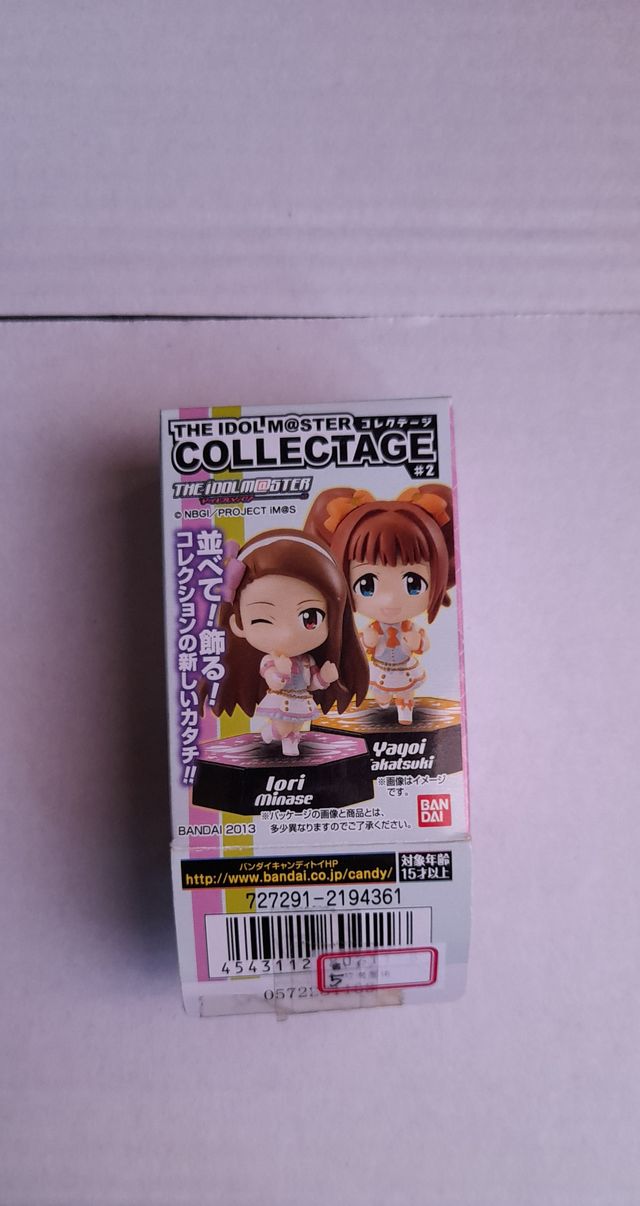 THE IDOLM@STER コレクテージ
COLLECTAGE
#2
THE iDOLM@STER
© NBGI/PROJECT iM@S
並べて！飾る！
コレクションの新しいカタチ!!
Iori
Minase
Yayoi
akatsuki
※画像はイメージ
です。
※パッケージの画像と商品とは、
多少異なりますのでご了承ください。
BANDAI 2013
BAN
DAI
バンダイキャンディトイHP
http://www.bandai.co.jp/candy/
対象年齢
15才以上
727291-2194361
4543112